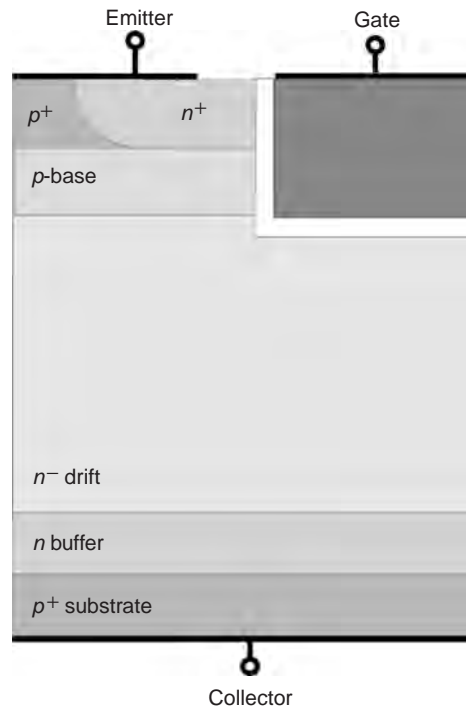 Emitter
Gate
p⁺
n⁺
p-base
n⁻ drift
n buffer
p⁺ substrate
Collector